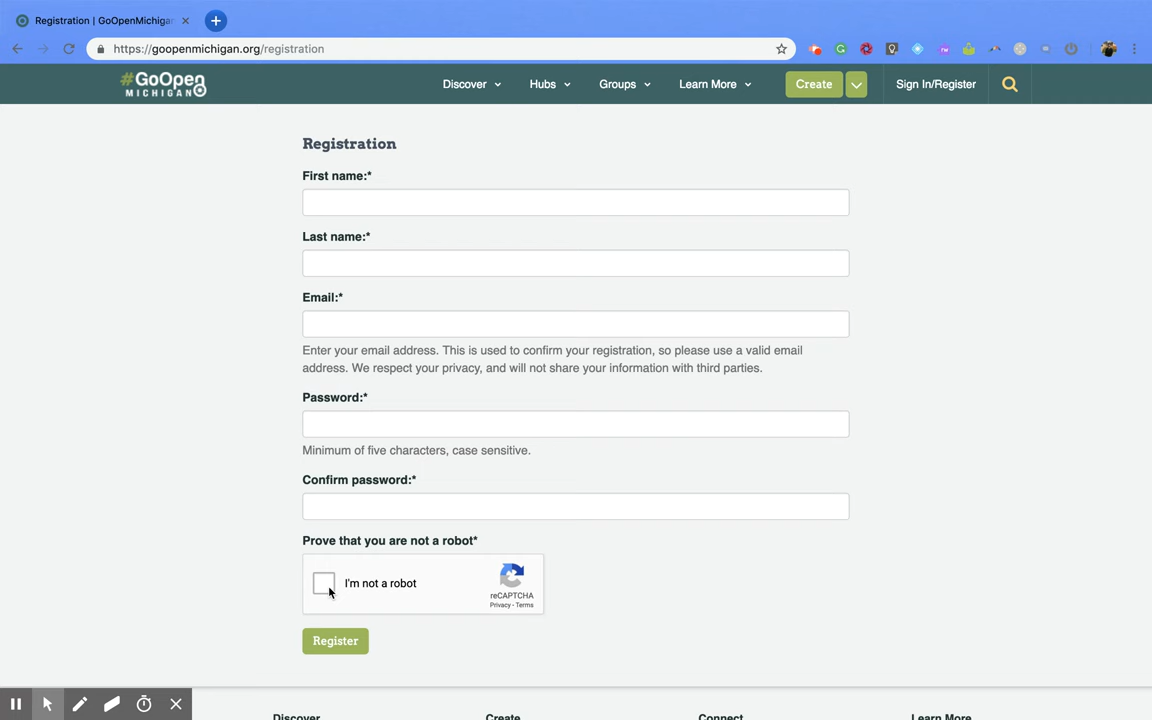 Registration | GoOpenMichigan
https://goopenmichigan.org/registration
#GoOpen
MICHIGAN
Discover
Hubs
Groups
Learn More
Create
Sign In/Register
Registration
First name:*
Last name:*
Email:*
Enter your email address. This is used to confirm your registration, so please use a valid email
address. We respect your privacy, and will not share your information with third parties.
Password:*
Minimum of five characters, case sensitive.
Confirm password:*
Prove that you are not a robot*
I'm not a robot
reCAPTCHA
Privacy - Terms
Register
Discover
Create
Connect
Learn More